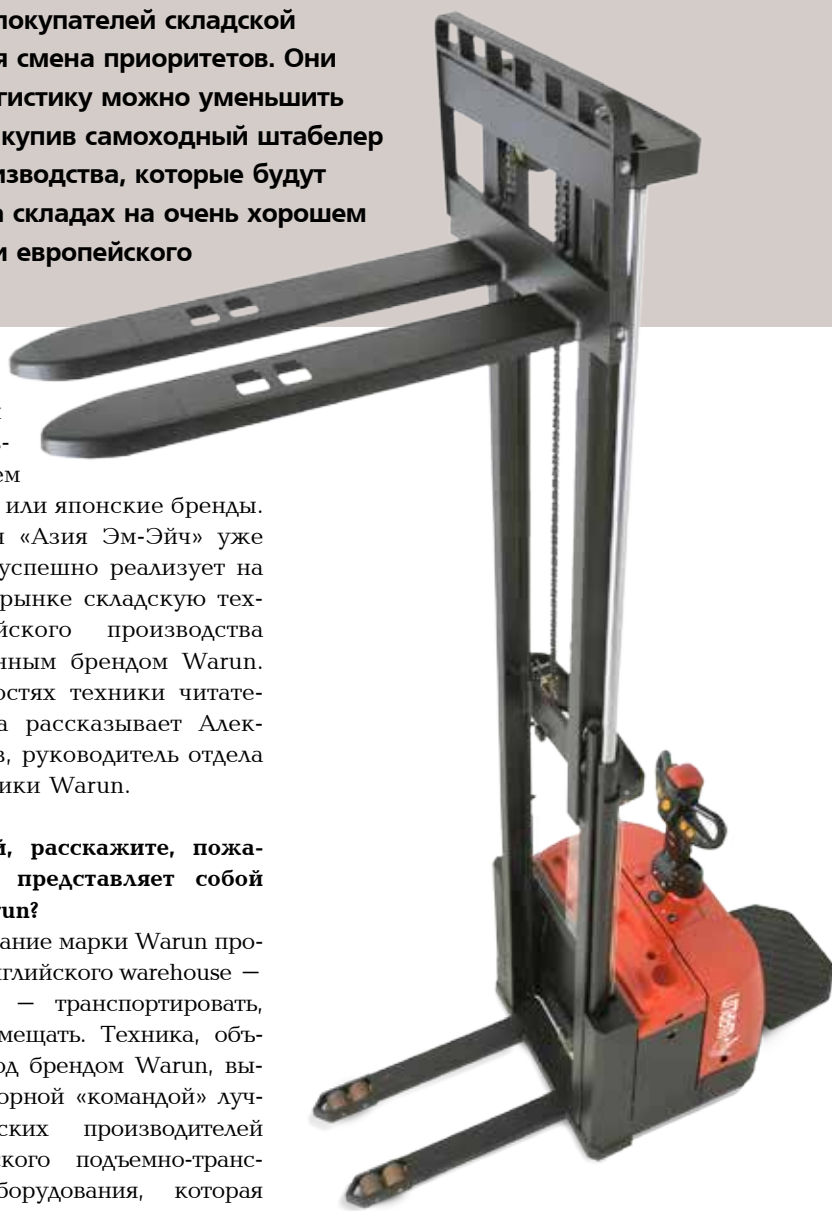 покупателей складской
я смена приоритетов. Они
гистику можно уменьшить
купив самоходный штабелер
изводства, которые будут
а складах на очень хорошем
и европейского
ем
или японские бренды.
я «Азия Эм-Эйч» уже
успешно реализует на
рынке складскую тех-
йского производства
нным брендом Warun.
остях техники читате-
а рассказывает Алек-
в, руководитель отдела
ики Warun.
й, расскажите, пожа-
представляет собой
run?
ание марки Warun про-
нглийского warehouse —
— транспортировать,
мещать. Техника, объ-
од брендом Warun, вы-
орной «командой» луч-
ских производителей
ского подъемно-транс-
борудования, которая
warun